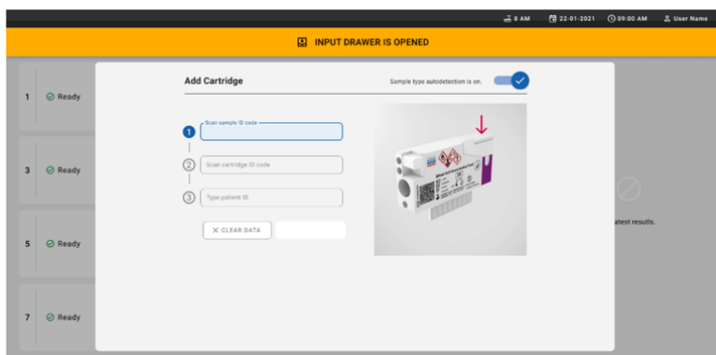 8 AM 22-01-2021 09:00 AM User Name
INPUT DRAWER IS OPENED
Add Cartridge
Sample type autodetection is on.
1 Ready
1 Scan sample ID code
2 Scan cartridge ID code
3 Ready
3 Type patient ID
CLEAR DATA
atest resutls.
5 Ready
7 Ready